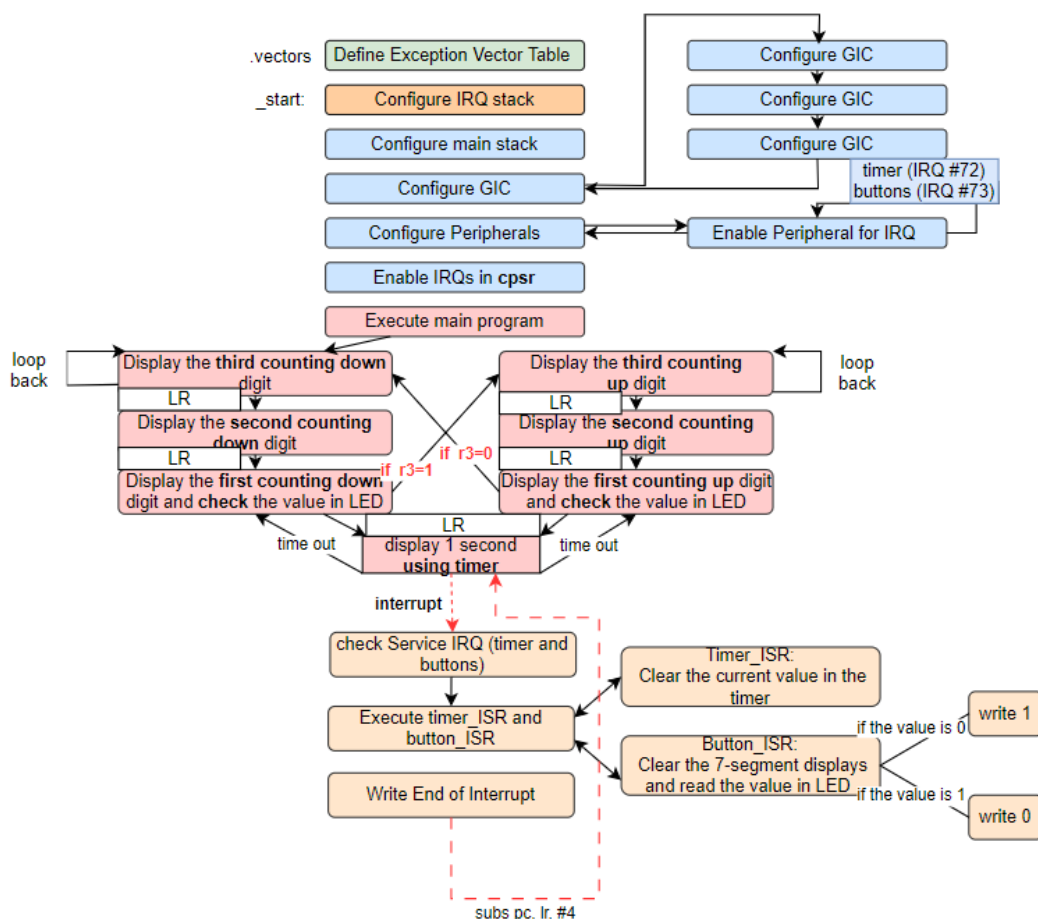 .vectors
Define Exception Vector Table
_start:
Configure IRQ stack
Configure main stack
Configure GIC
Configure Peripherals
Enable IRQs in cpsr
Execute main program
Configure GIC
Configure GIC
Configure GIC
timer (IRQ #72)
buttons (IRQ #73)
Enable Peripheral for IRQ
loop
back
Display the third counting down
digit
LR
Display the second counting
down digit
LR
Display the first counting down
digit and check the value in LED
if r3=1
if r3=0
Display the third counting
up digit
loop
back
LR
Display the second counting
up digit
LR
Display the first counting up digit
and check the value in LED
LR
time out
display 1 second
using timer
time out
interrupt
check Service IRQ (timer and
buttons)
Execute timer_ISR and
button_ISR
Write End of Interrupt
Timer_ISR:
Clear the current value in the
timer
Button_ISR:
Clear the 7-segment displays
and read the value in LED
if the value is 0
write 1
if the value is 1
write 0
subs pc, lr, #4